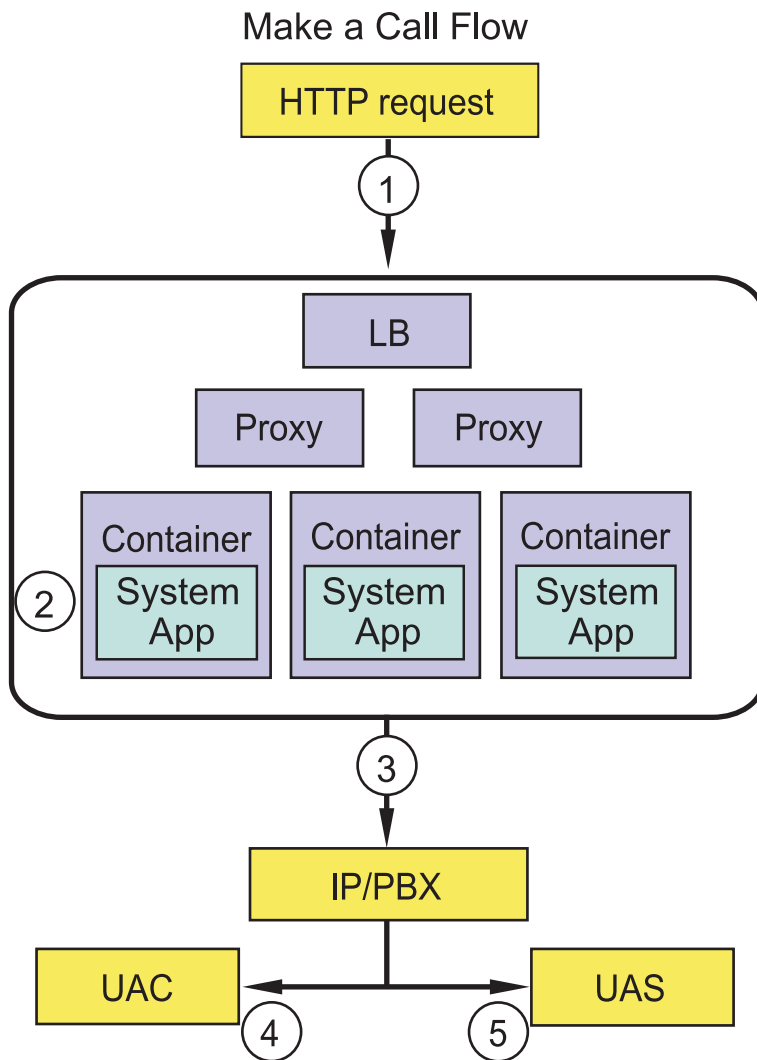 Make a Call Flow
HTTP request
1
LB
Proxy
Proxy
Container
Container
Container
2
System
App
System
App
System
App
3
IP/PBX
UAC
UAS
4
5